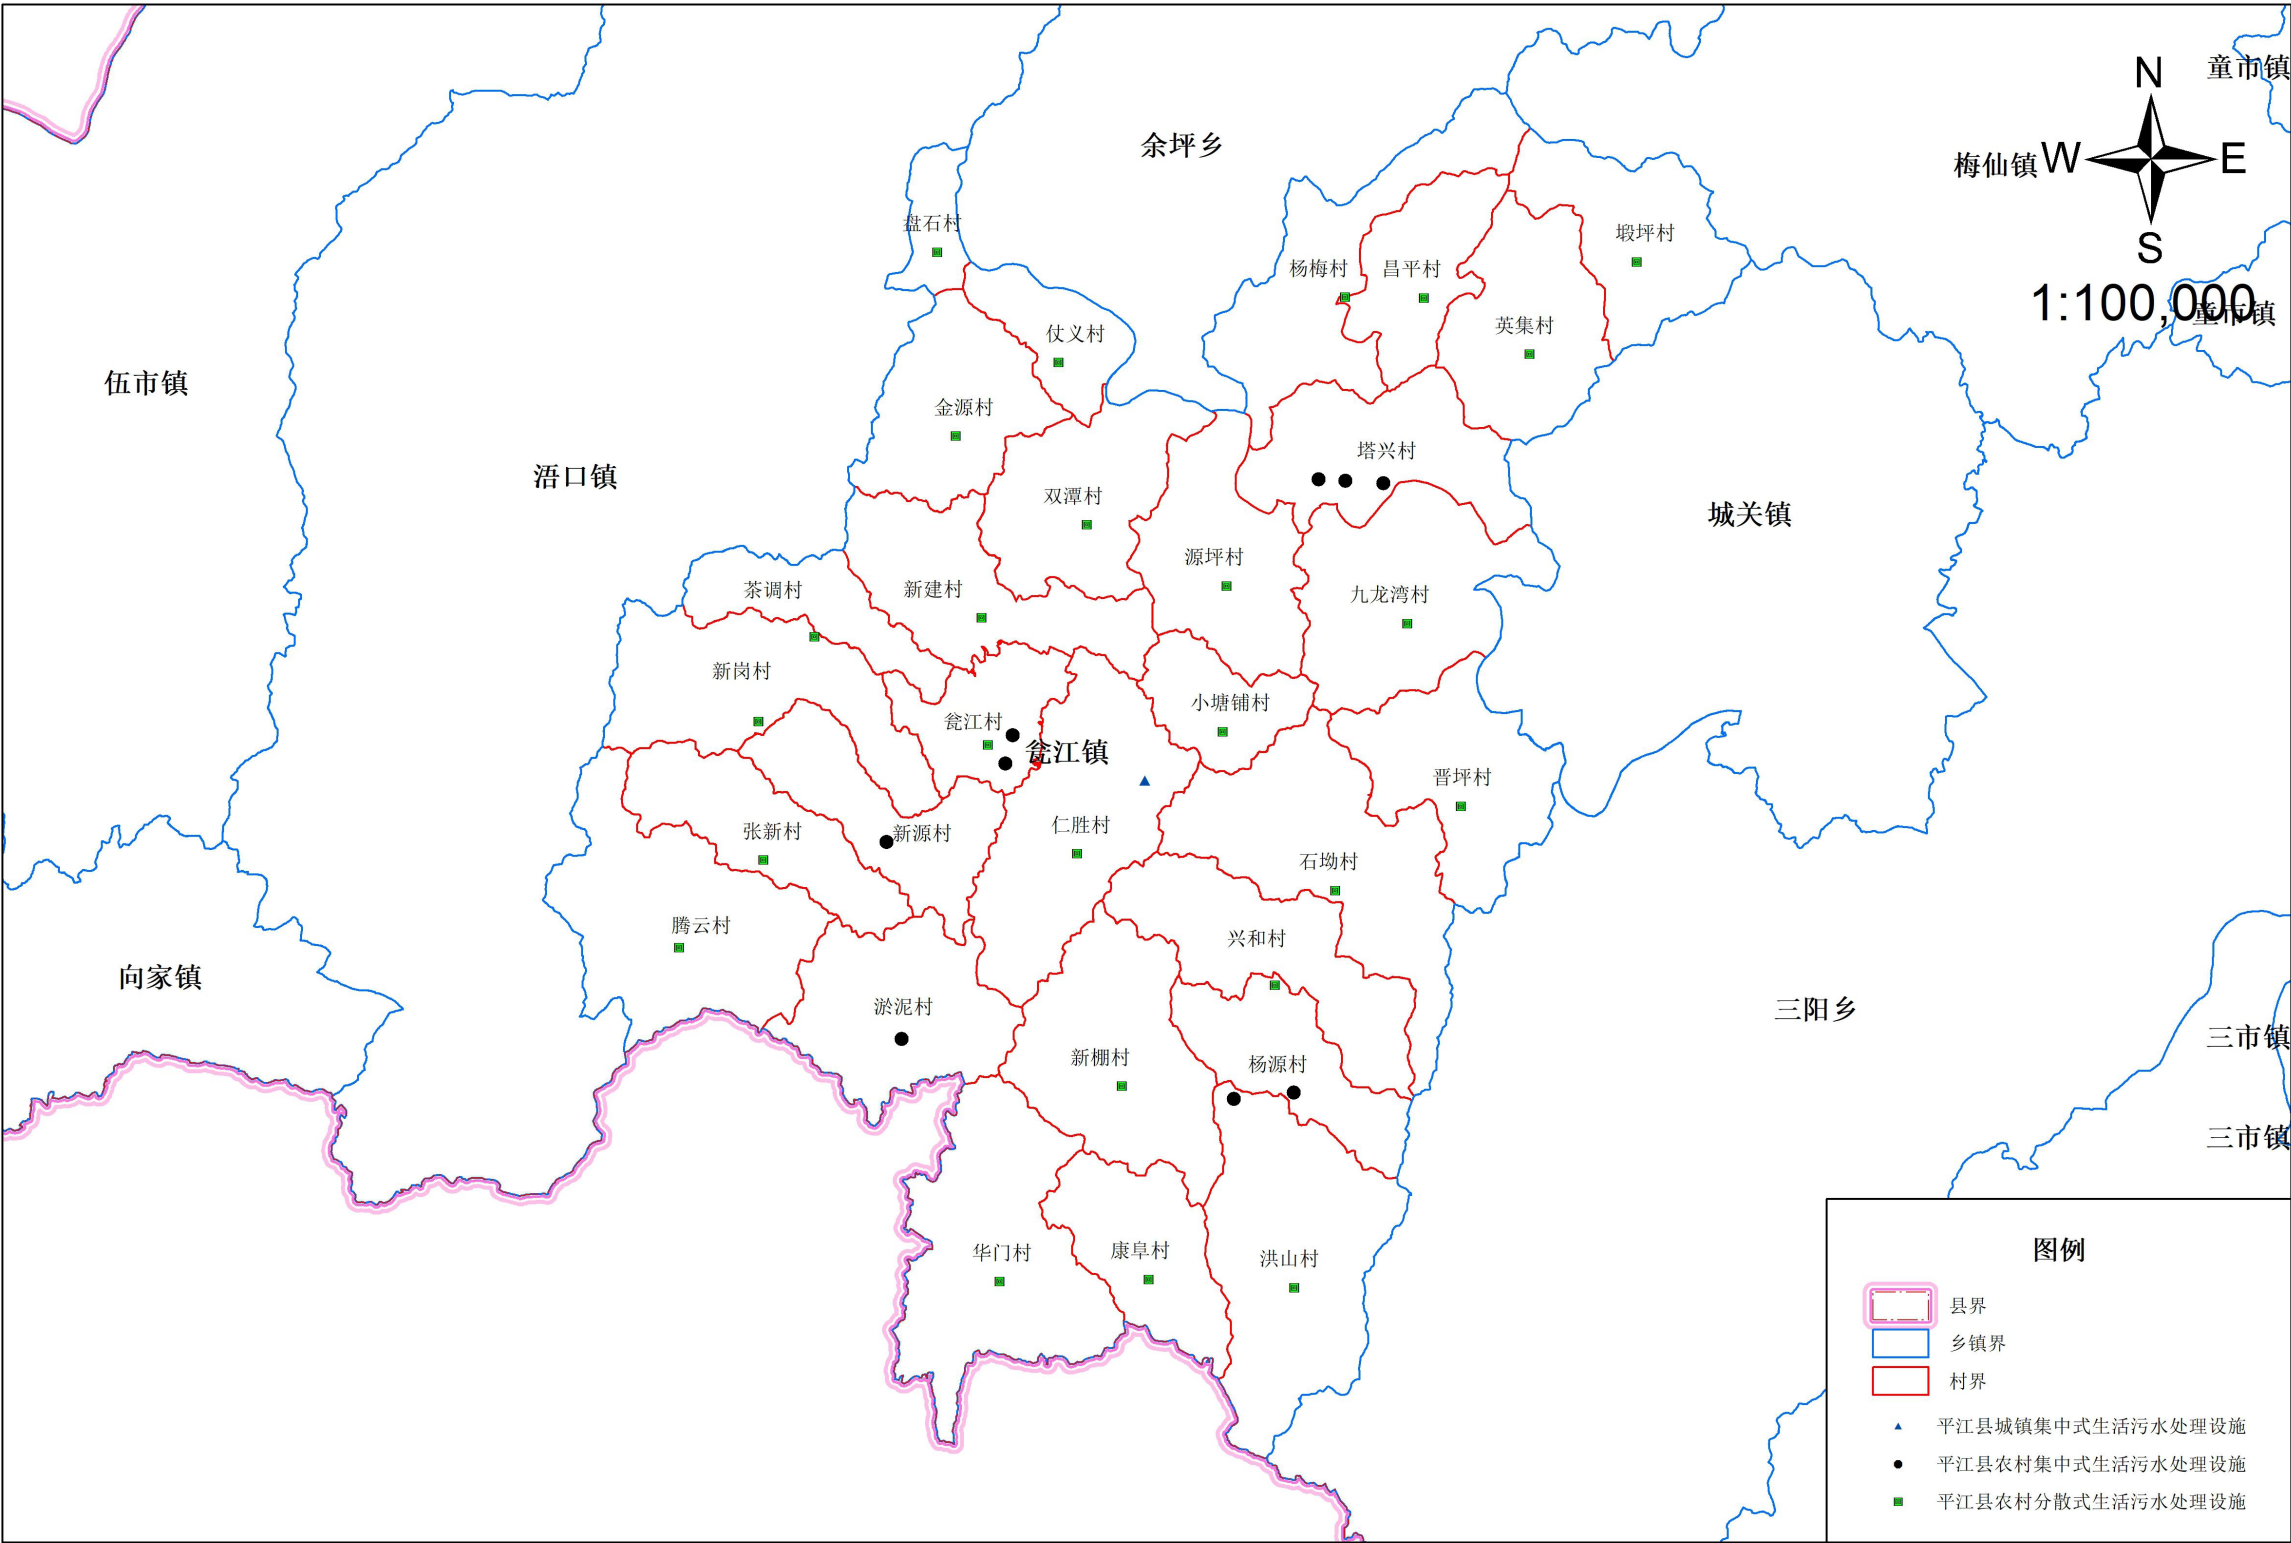 童市镇
N
余坪乡
梅仙镇
W
E
盘石村
塅坪村
S
杨梅村
昌平村
1:100,000
童市镇
英集村
仗义村
伍市镇
金源村
塔兴村
浯口镇
双潭村
城关镇
源坪村
茶调村
新建村
九龙湾村
新岗村
小塘铺村
瓮江村
瓮江镇
晋坪村
张新村
新源村
仁胜村
石坳村
腾云村
兴和村
向家镇
淤泥村
三阳乡
三市镇
新棚村
杨源村
三市镇
华门村
康阜村
洪山村
图例
县界
乡镇界
村界
平江县城镇集中式生活污水处理设施
平江县农村集中式生活污水处理设施
平江县农村分散式生活污水处理设施